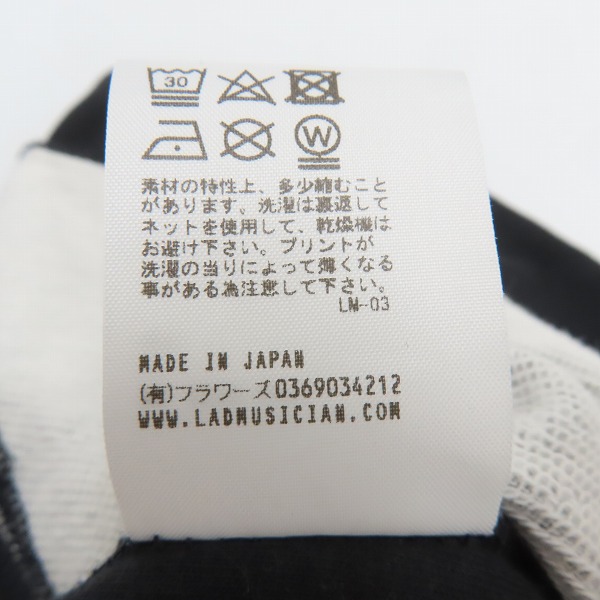 30
W
素材の特性上、多少縮むこと
があります。洗濯は裏返して
ネットを使用して、乾燥機は
お避け下さい。プリントが
洗濯の当りによって薄くなる
事がある為注意して下さい。
LM-03
MADE IN JAPAN
(有)フラワーズ0369034212
WWW.LADMUSICIAN.COM